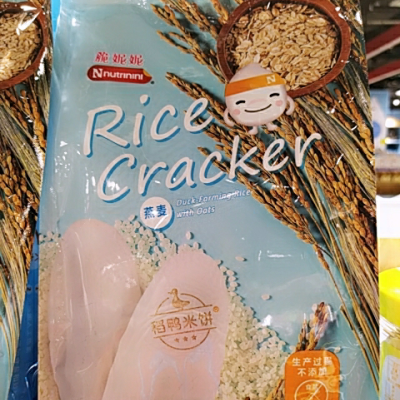 脆妮妮
N nutrinini
Rice
Cracker
燕麦
Duck Farming Rice
with Oats
稻鸭米饼
生产过程
不添加